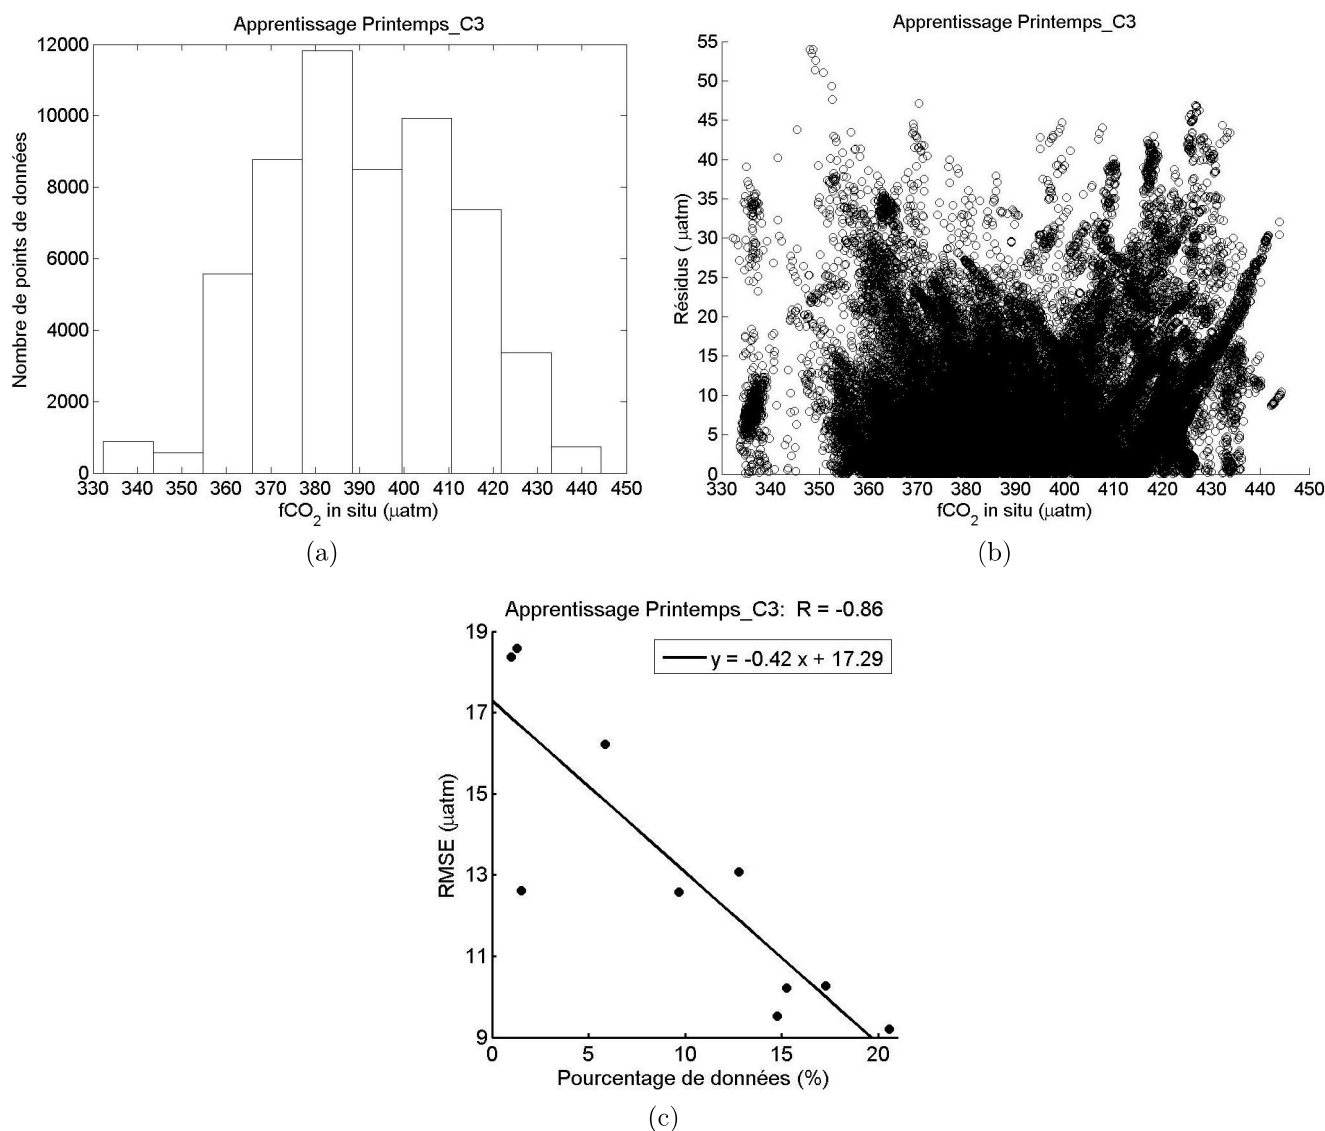 Apprentissage Printemps_C3
12000
10000
8000
6000
4000
2000
0
Nombre de points de données
330 340 350 360 370 380 390 400 410 420 430 440 450
fCO2 in situ (µatm)
(a)
Apprentissage Printemps_C3
55
50
45
40
35
30
25
20
15
10
5
0
Résidus ( µatm)
330 340 350 360 370 380 390 400 410 420 430 440 450
fCO2 in situ (µatm)
(b)
Apprentissage Printemps_C3: R = -0.86
y = -0.42 x + 17.29
19
17
15
13
11
9
RMSE (µatm)
0 5 10 15 20
Pourcentage de données (%)
(c)